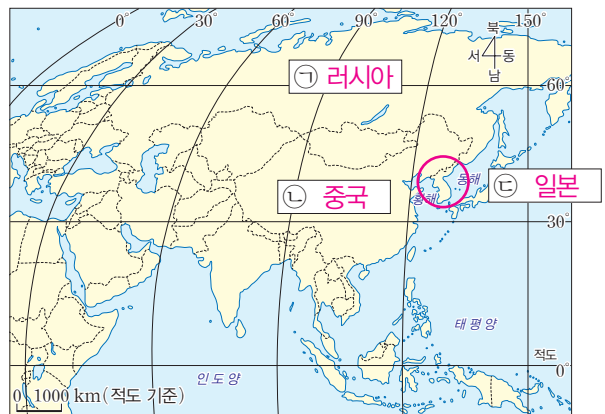 0° 30° 60° 90° 120° 150°
북
서 동
남
㉠ 러시아
60°
㉡ 중국
동해
황해
㉢ 일본
30°
태평양
적도
0°
인도양
0 1000 km(적도 기준)